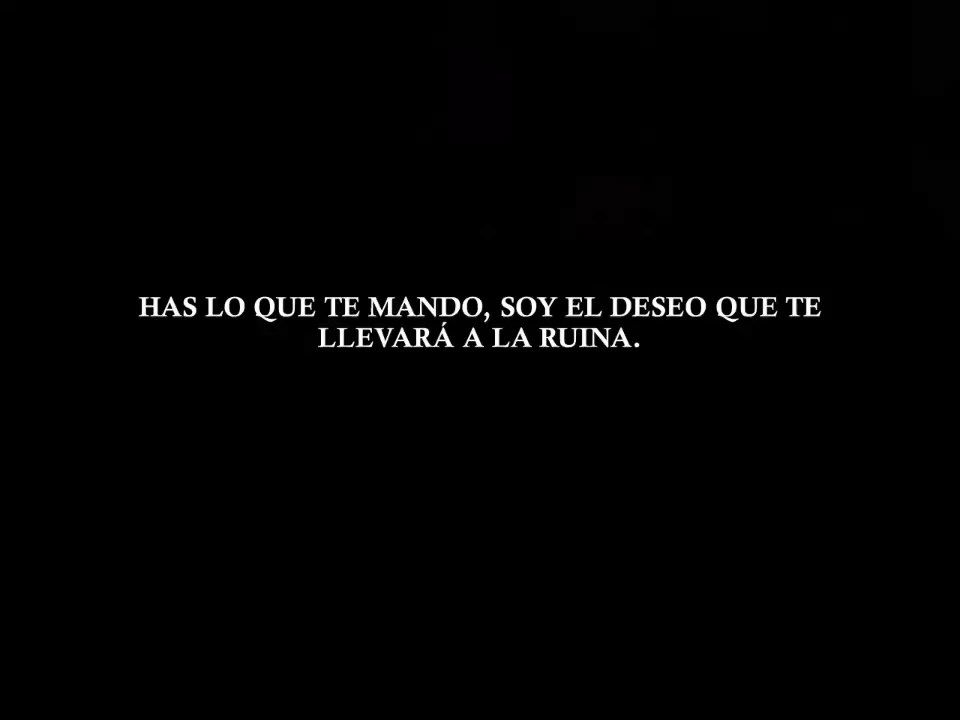 HAS LO QUE TE MANDO, SOY EL DESEO QUE TE
LLEVARÁ A LA RUINA.